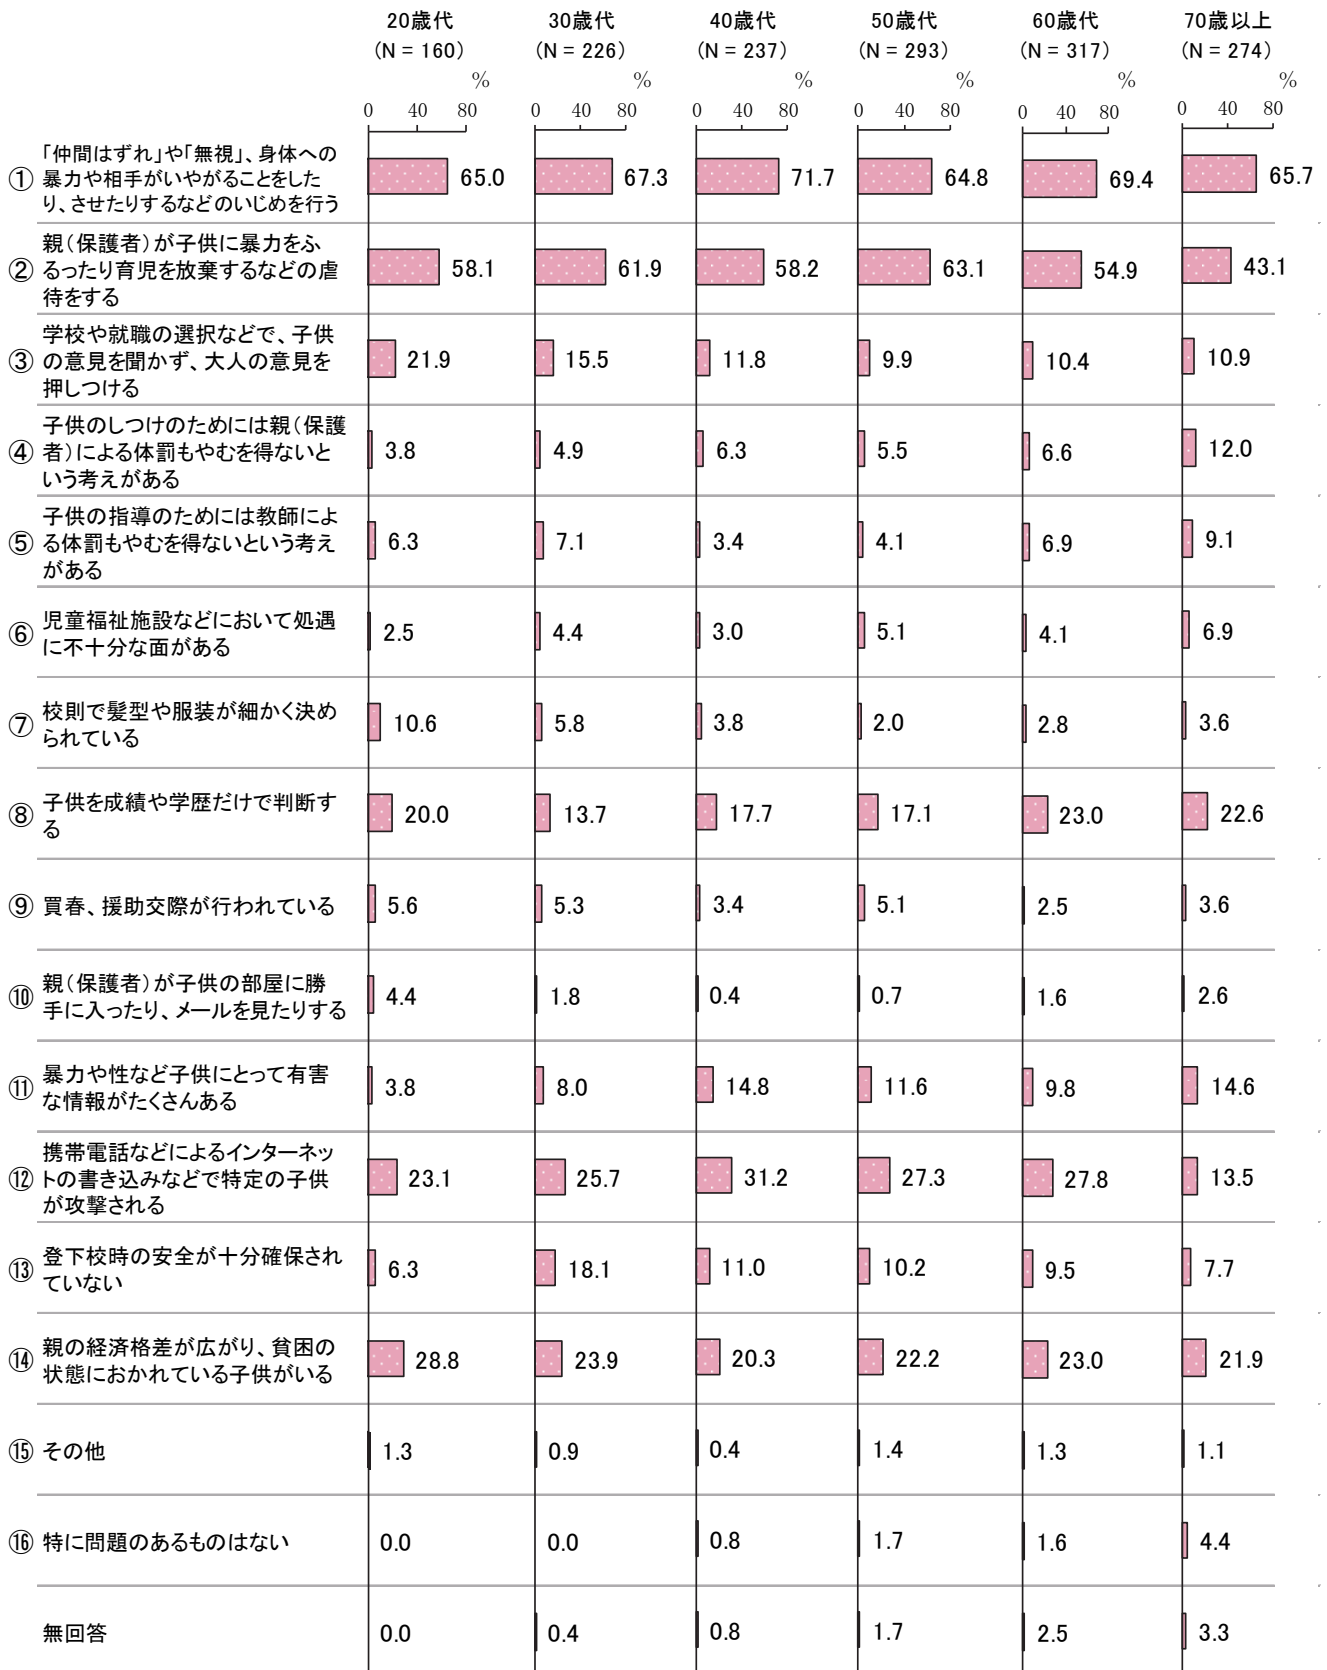 20歳代 30歳代 40歳代 50歳代 60歳代 70歳以上
(N = 160) (N = 226) (N = 237) (N = 293) (N = 317) (N = 274)
% % % % % %
0 40 80 0 40 80 0 40 80 0 40 80 0 40 80 0 40 80
「仲間はずれ」や「無視」、身体への
① 暴力や相手がいやがることをした 65.0 67.3 71.7 64.8 69.4 65.7
り、させたりするなどのいじめを行う
親(保護者)が子供に暴力をふ
② るったり育児を放棄するなどの虐 58.1 61.9 58.2 63.1 54.9 43.1
待をする
学校や就職の選択などで、子供
③ の意見を聞かず、大人の意見を 21.9 15.5 11.8 9.9 10.4 10.9
押しつける
子供のしつけのためには親(保護
④ 者)による体罰もやむを得ないと 3.8 4.9 6.3 5.5 6.6 12.0
いう考えがある
子供の指導のためには教師によ
⑤ る体罰もやむを得ないという考え 6.3 7.1 3.4 4.1 6.9 9.1
がある
⑥ 児童福祉施設などにおいて処遇 2.5 4.4 3.0 5.1 4.1 6.9
に不十分な面がある
⑦ 校則で髪型や服装が細かく決め 10.6 5.8 3.8 2.0 2.8 3.6
られている
⑧ 子供を成績や学歴だけで判断す 20.0 13.7 17.7 17.1 23.0 22.6
る
⑨ 買春、援助交際が行われている 5.6 5.3 3.4 5.1 2.5 3.6
⑩ 親(保護者)が子供の部屋に勝 4.4 1.8 0.4 0.7 1.6 2.6
手に入ったり、メールを見たりする
⑪ 暴力や性など子供にとって有害 3.8 8.0 14.8 11.6 9.8 14.6
な情報がたくさんある
携帯電話などによるインターネッ
⑫ トの書き込みなどで特定の子供 23.1 25.7 31.2 27.3 27.8 13.5
が攻撃される
⑬ 登下校時の安全が十分確保され 6.3 18.1 11.0 10.2 9.5 7.7
ていない
⑭ 親の経済格差が広がり、貧困の 28.8 23.9 20.3 22.2 23.0 21.9
状態におかれている子供がいる
⑮ その他 1.3 0.9 0.4 1.4 1.3 1.1
⑯ 特に問題のあるものはない 0.0 0.0 0.8 1.7 1.6 4.4
無回答 0.0 0.4 0.8 1.7 2.5 3.3